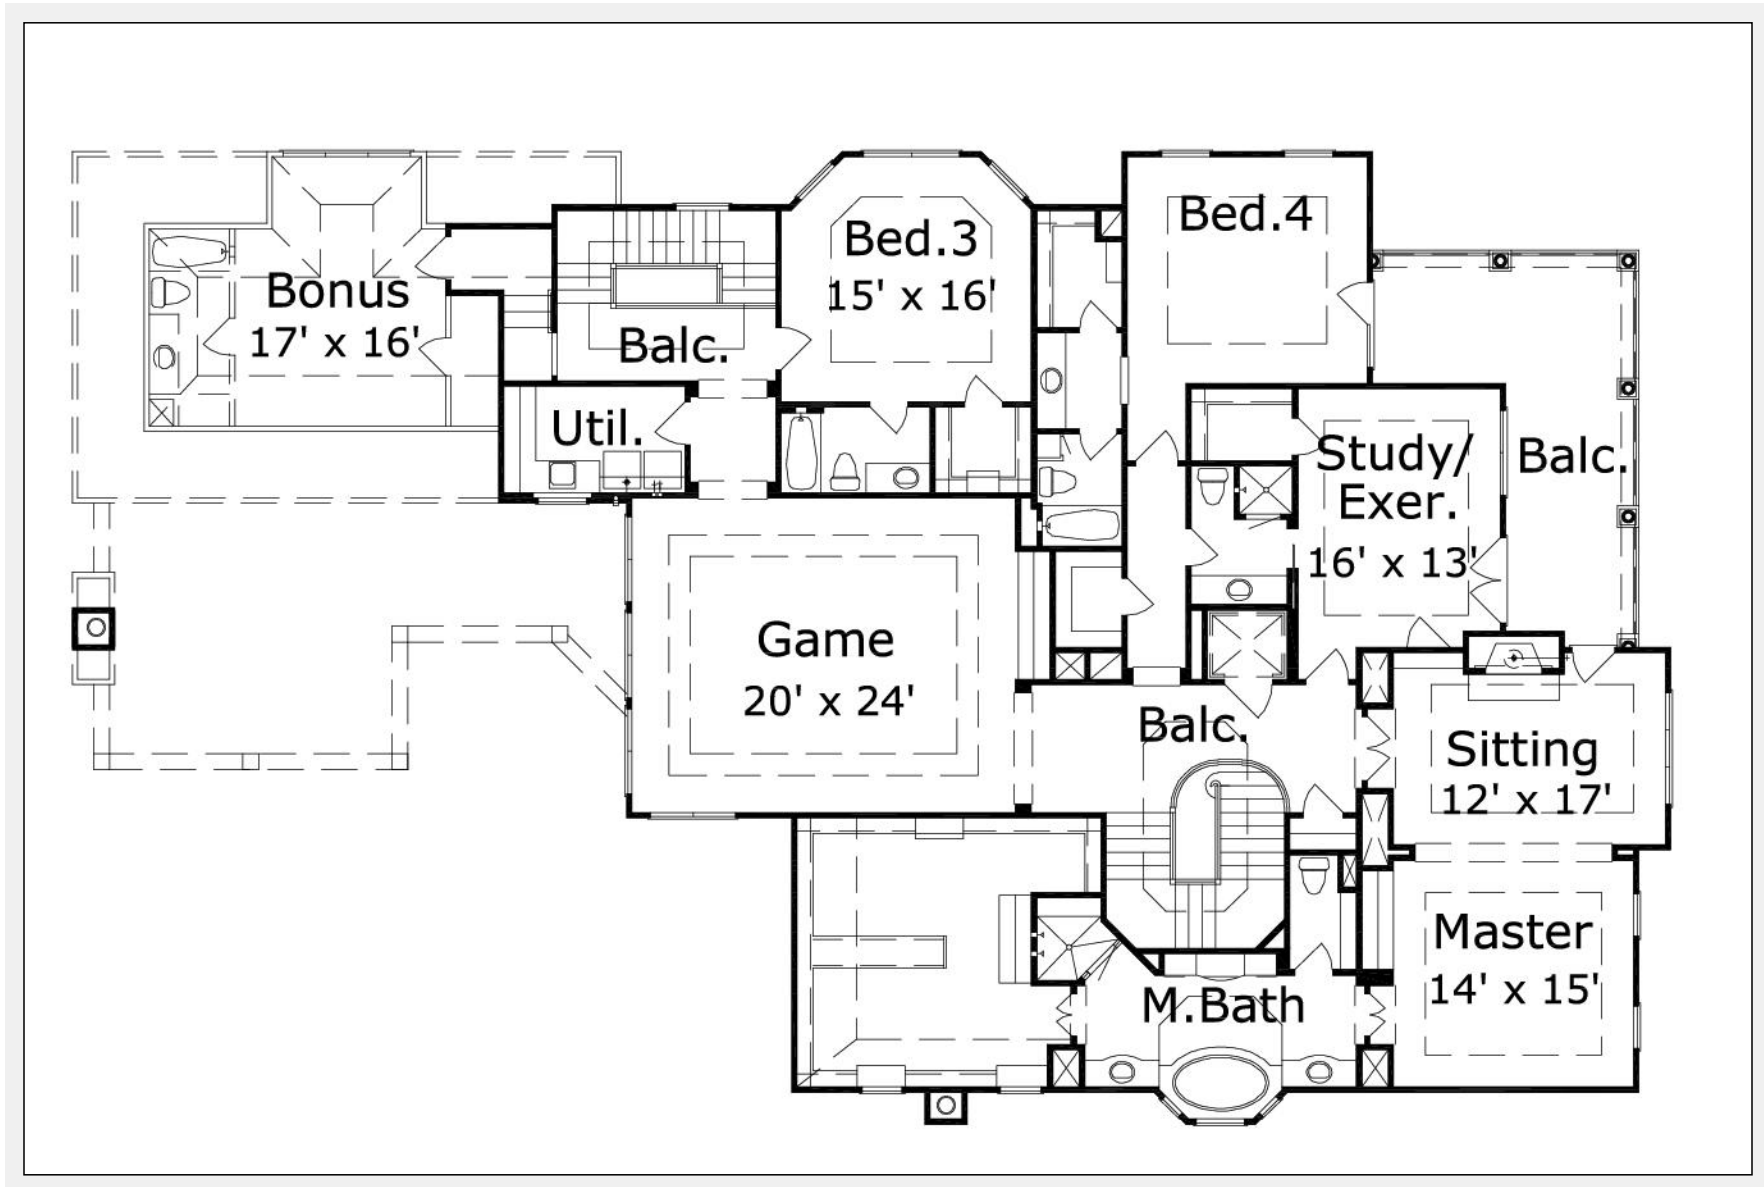 Bonus
17' x 16'
Balc.
Util.
Bed.3
15' x 16'
Bed.4
Study/
Exer.
16' x 13'
Balc.
Game
20' x 24'
Balc.
Sitting
12' x 17'
Master
14' x 15'
M.Bath